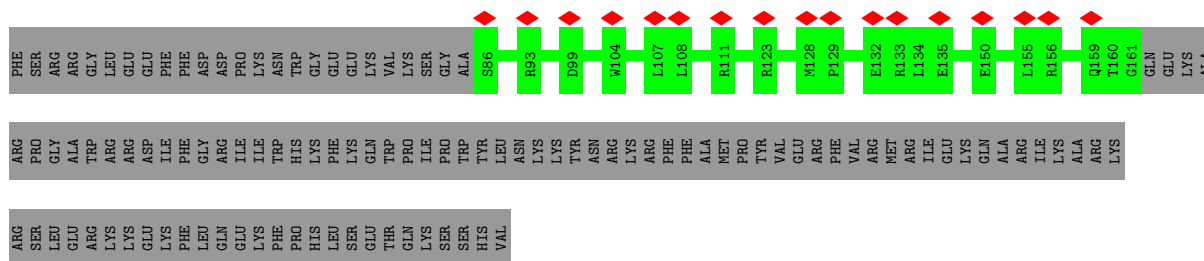 PHE SER ARG ARG GLY LEU GLU GLU PHE PHE ASP ASP PRO LYS ASN TRP GLY GLU GLU LYS VAL LYS SER GLY ALA S86 R93 D99 W104 L107 L108 R111 R123 M128 P129 E132 R133 L134 E135 E150 L155 R156 Q159 T160 G161 GLN GLU LYS ALA
ARG PRO GLY ALA TRP ARG ARG ASP ILE PHE GLY ARG ILE ILE TRP HIS LYS PHE LYS GLN TRP PRO ILE PRO TRP TYR LEU ASN LYS LYS TYR ASN ARG LYS ARG PHE PHE ALA MET PRO TYR VAL GLU ARG PHE VAL ARG MET ARG ILE GLU LYS GLN ALA ARG ILE LYS ALA ARG LYS
ARG SER LEU GLU ARG LYS LYS GLU LYS PHE LEU GLN GLU LYS PHE PRO HIS LEU SER GLU THR GLN LYS SER SER HIS VAL